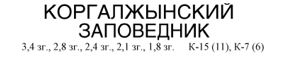 КОРГАЛЖЫНСКИЙ
ЗАПОВЕДНИК
3,4 зг., 2,8 зг., 2,4 зг., 2,1 зг., 1,8 зг. К-15 (11), К-7 (6)